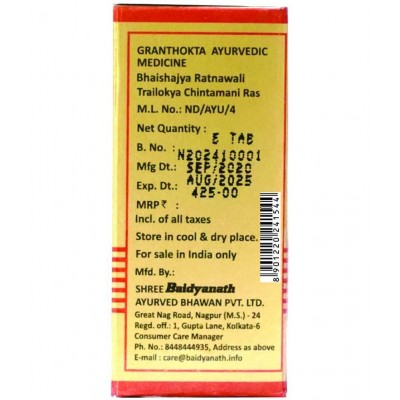 GRANTHOKTA AYURVEDIC
MEDICINE
Bhaishajya Ratnawali
Trailokya Chintamani Ras
M.L. No.: ND/AYU/4
Net Quantity : 5 TAB
B. No. : N202410001
Mfg Dt.: SEP/2020
Exp. Dt.: AUG/2025
MRP ₹ : 425-00
Incl. of all taxes
Store in cool & dry place.
For sale in India only
Mfd. By.:
SHREE Baidyanath
AYURVED BHAWAN PVT. LTD.
Great Nag Road, Nagpur (M.S.) - 24
Regd. off.: 1, Gupta Lane, Kolkata-6
Consumer Care Manager
Ph. No.: 8448444935, Address as above
E-mail : care@baidyanath.info
8901220241544